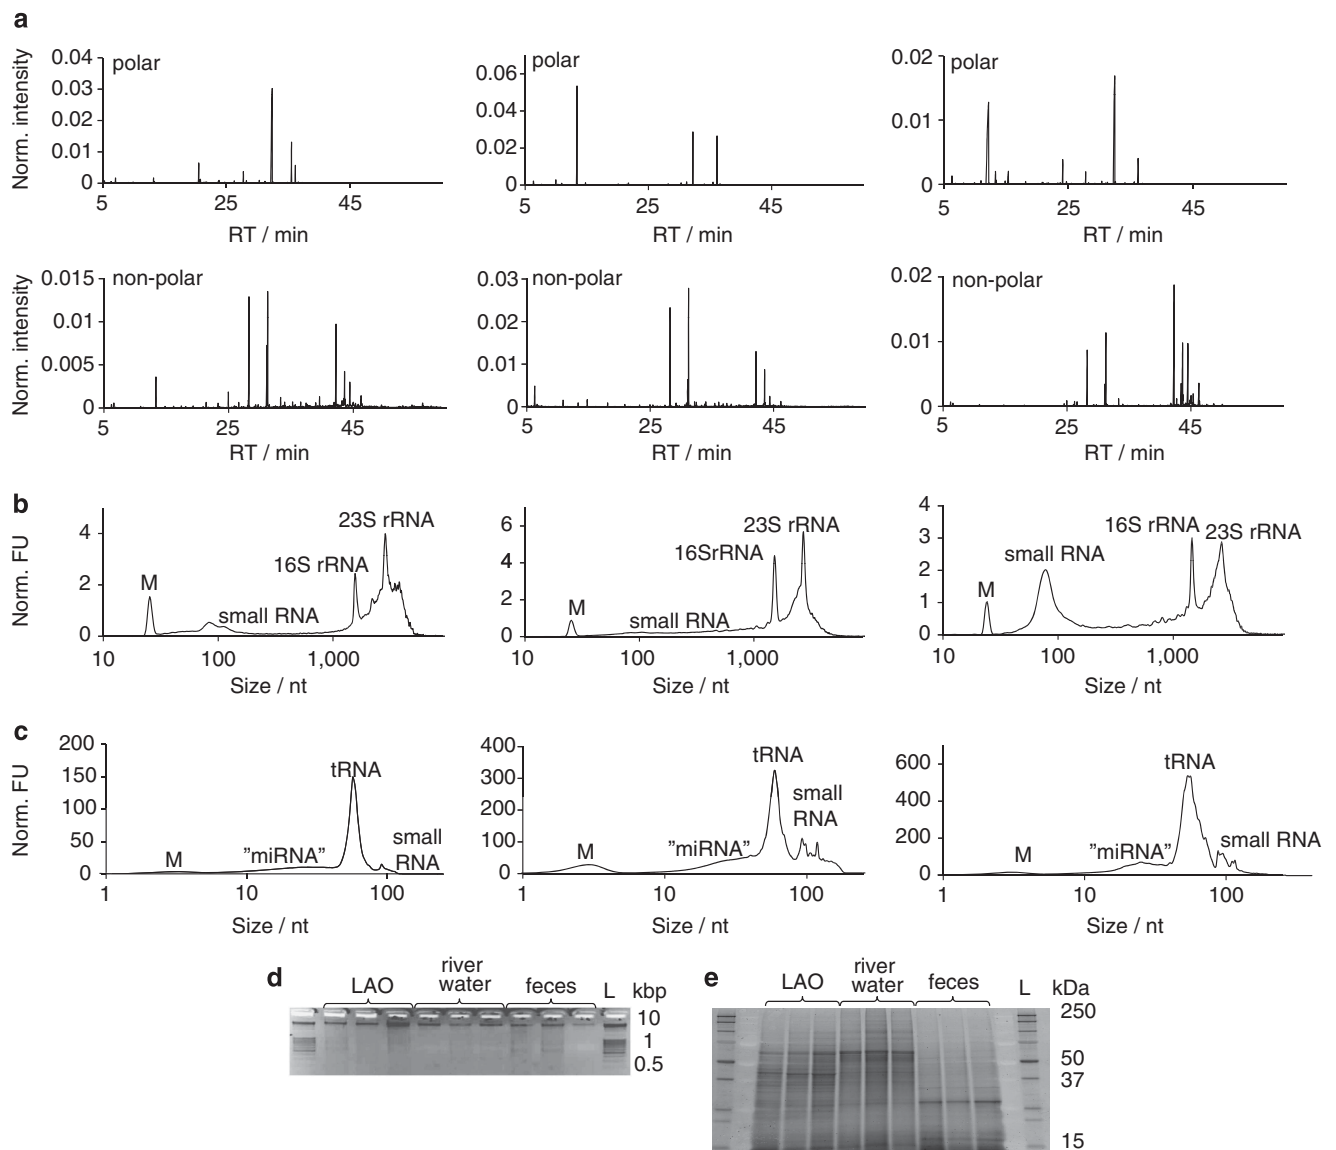 a
Norm. intensity
0.04
0.03
0.02
0.01
0
polar
5 25 45
RT / min
0.06
0.04
0.02
0
polar
5 25 45
RT / min
0.02
0.01
0
polar
5 25 45
RT / min
Norm. intensity
0.015
0.01
0.005
0
non-polar
5 25 45
RT / min
0.03
0.02
0.01
0
non-polar
5 25 45
RT / min
0.02
0.01
0
non-polar
5 25 45
RT / min
b
Norm. FU
4
2
0
M
small RNA
16S rRNA
23S rRNA
10 100 1,000
Size / nt
6
4
2
0
M
small RNA
16SrRNA
23S rRNA
10 100 1,000
Size / nt
4
3
2
1
0
M
small RNA
16S rRNA
23S rRNA
10 100 1,000
Size / nt
c
Norm. FU
200
150
100
50
0
M
"miRNA"
tRNA
small
RNA
1 10 100
Size / nt
400
300
200
100
0
M
"miRNA"
tRNA
small
RNA
1 10 100
Size / nt
600
400
200
0
M
"miRNA"
tRNA
small RNA
1 10 100
Size / nt
d
LAO
river
water
feces
L kbp
10
1
0.5
e
LAO
river
water
feces
L kDa
250
50
37
15